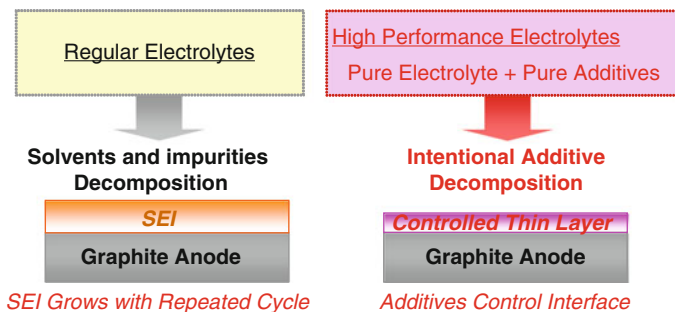 Regular Electrolytes
Solvents and impurities
Decomposition
SEI
Graphite Anode
SEI Grows with Repeated Cycle
High Performance Electrolytes
Pure Electrolyte + Pure Additives
Intentional Additive
Decomposition
Controlled Thin Layer
Graphite Anode
Additives Control Interface